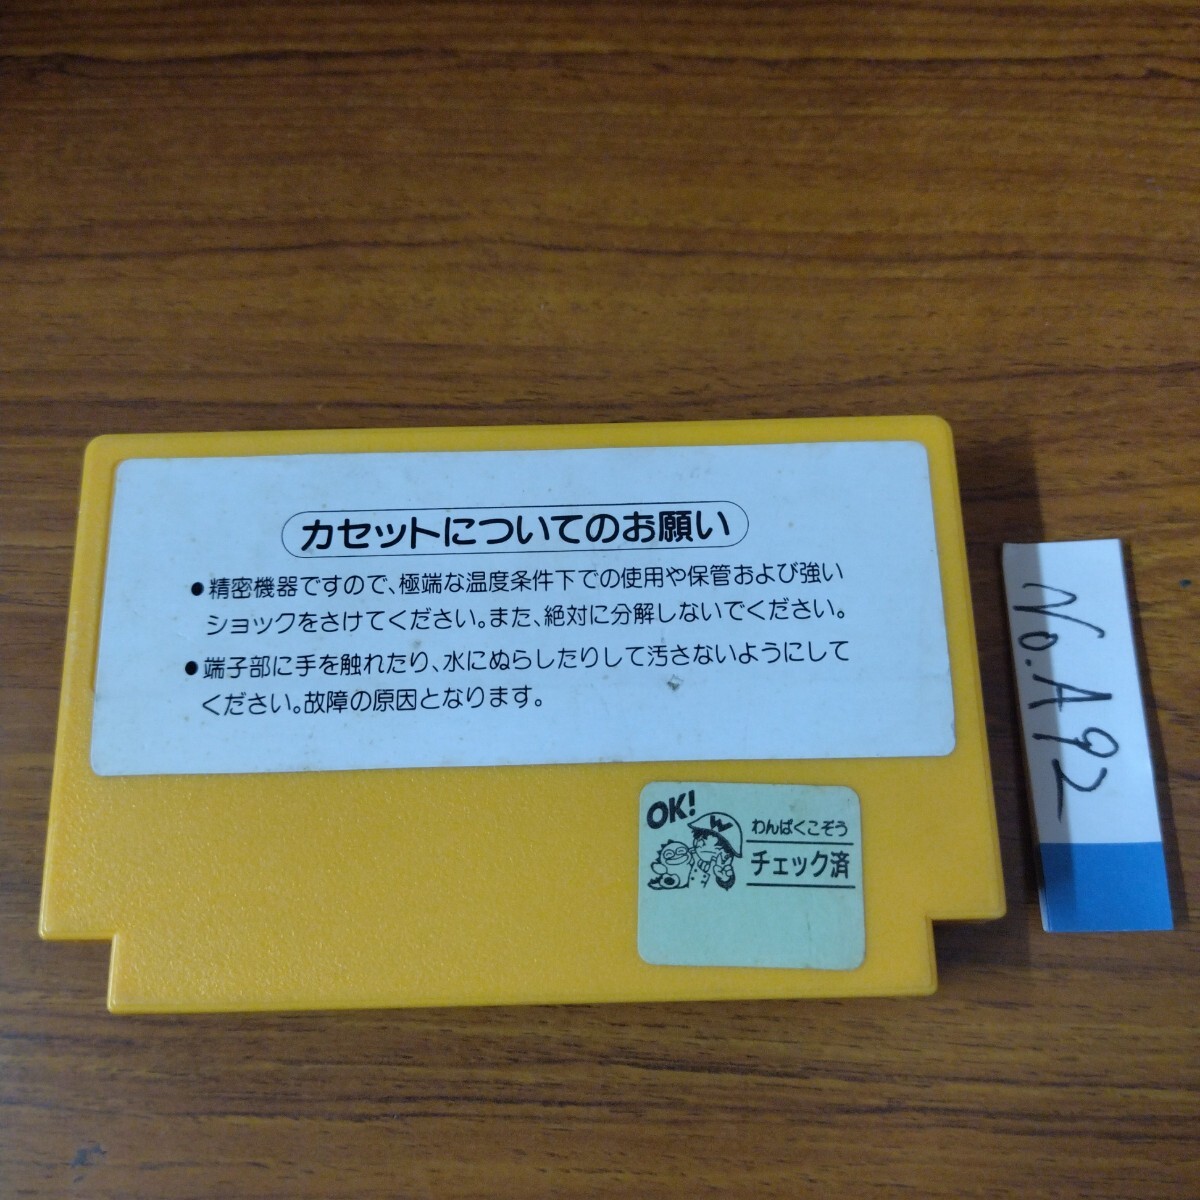 カセットについてのお願い
●精密機器ですので、極端な温度条件下での使用や保管および強い
ショックをさけてください。また、絶対に分解しないでください。
●端子部に手を触れたり、水にぬらしたりして汚さないようにして
ください。故障の原因となります。
OK!
W
わんぱくこぞう
チェック済
No.A92